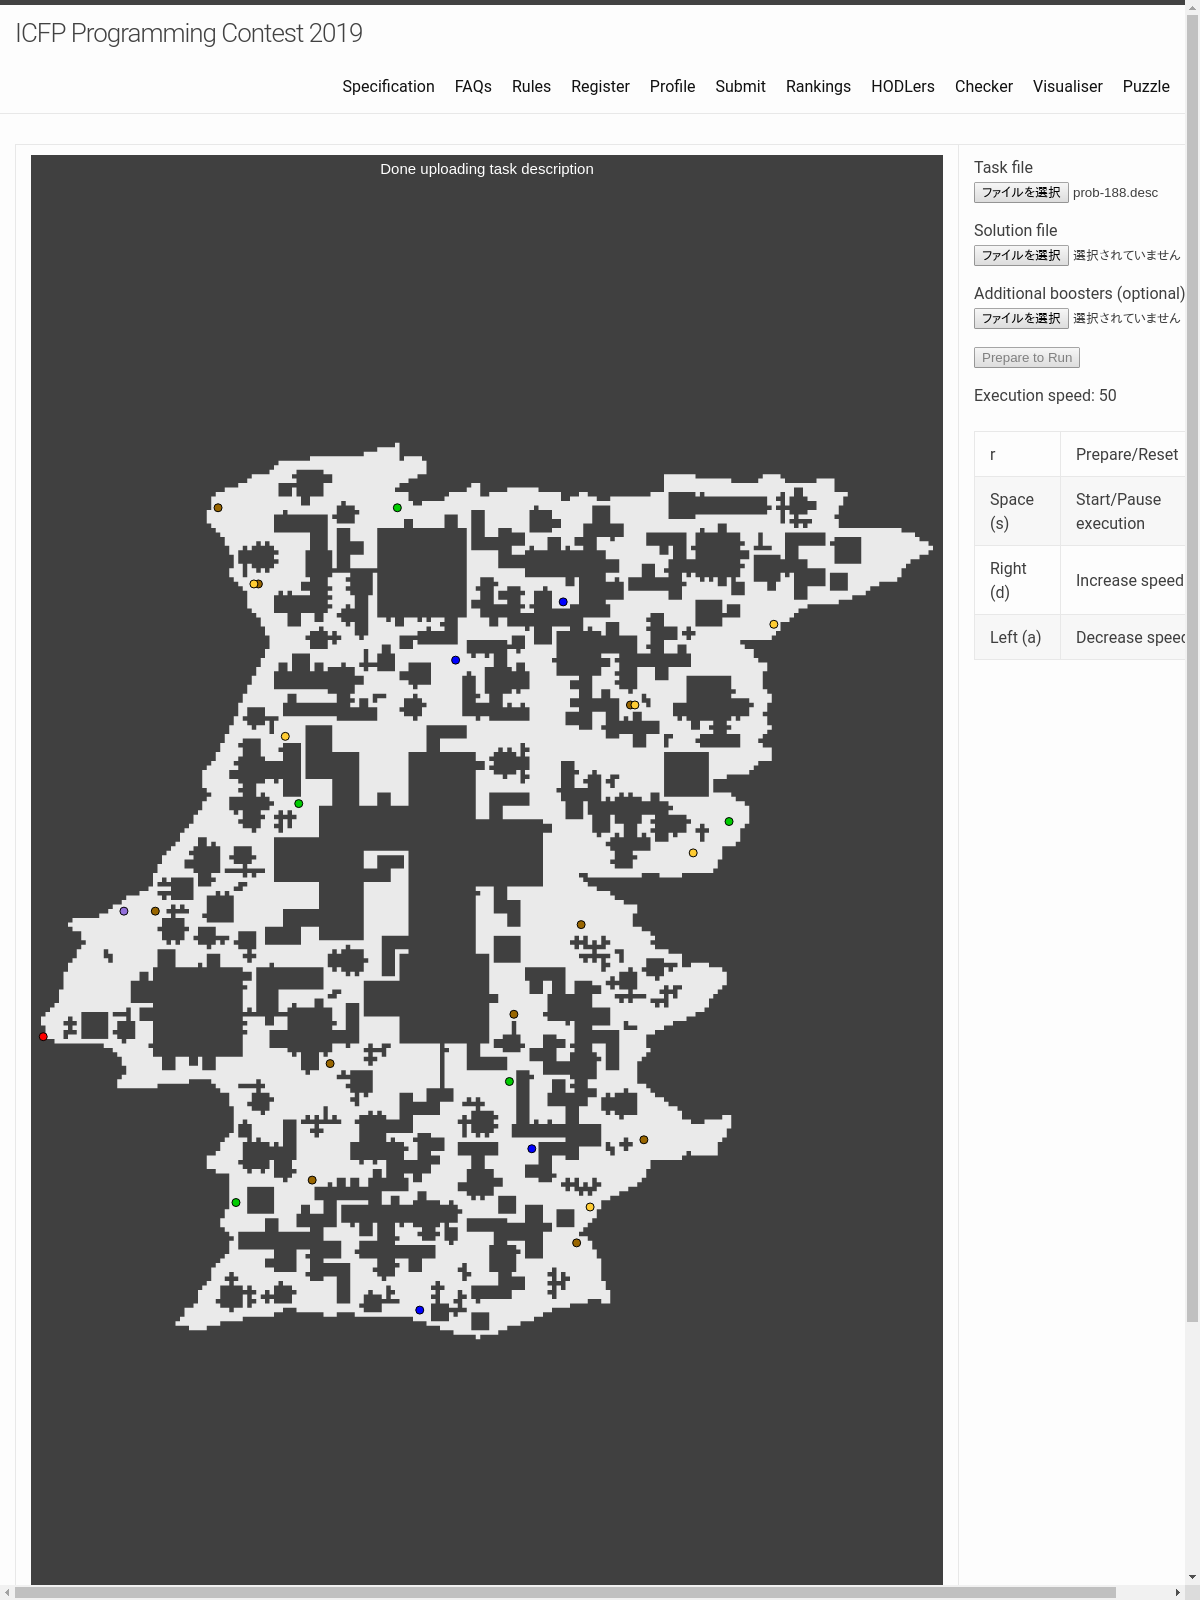 ICFP Programming Contest 2019
Specification FAQs Rules Register Profile Submit Rankings HODLers Checker Visualiser Puzzle
Done uploading task description
Task file
ファイルを選択 prob-188.desc
Solution file
ファイルを選択 選択されていません
Additional boosters (optional)
ファイルを選択 選択されていません
Prepare to Run
Execution speed: 50
r Prepare/Reset
Space (s) Start/Pause execution
Right (d) Increase speed
Left (a) Decrease speed